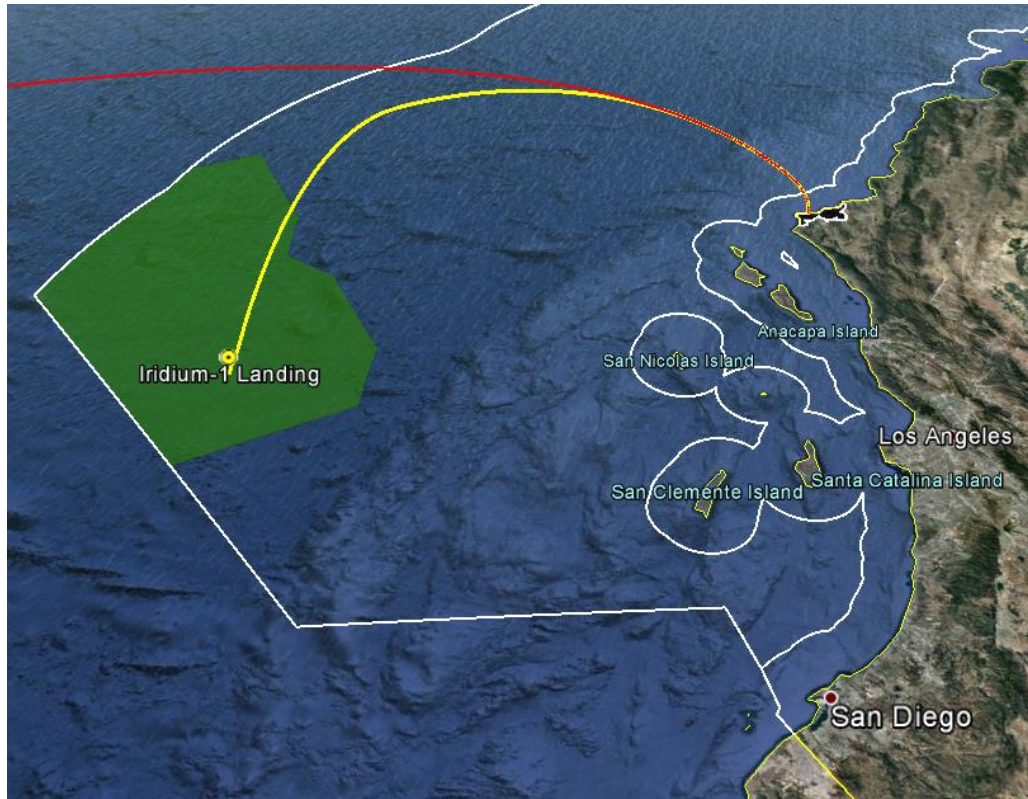 Anacapa Island
San Nicolas Island
Iridium-1 Landing
Los Angeles
Santa Catalina Island
San Clemente Island
San Diego